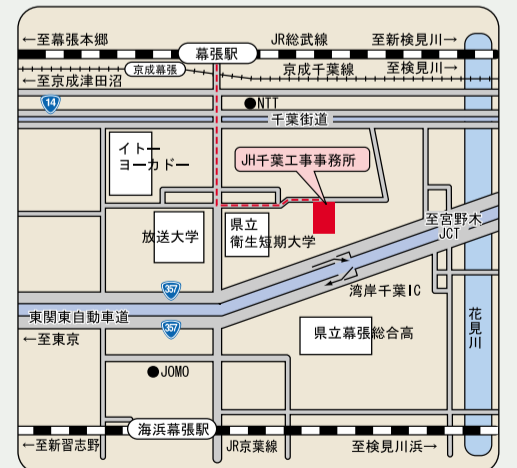 ←至幕張本郷
幕張駅
JR総武線
至新検見川→
京成幕張
京成千葉線
至検見川→
←至京成津田沼
14
NTT
千葉街道
イトー
ヨーカドー
JH千葉工事事務所
放送大学
県立
衛生短期大学
至宮野木
JCT
357
湾岸千葉IC
東関東自動車道
357
県立幕張総合高
花見川
←至東京
JOMO
海浜幕張駅
←至新習志野
JR京葉線
至検見川浜→